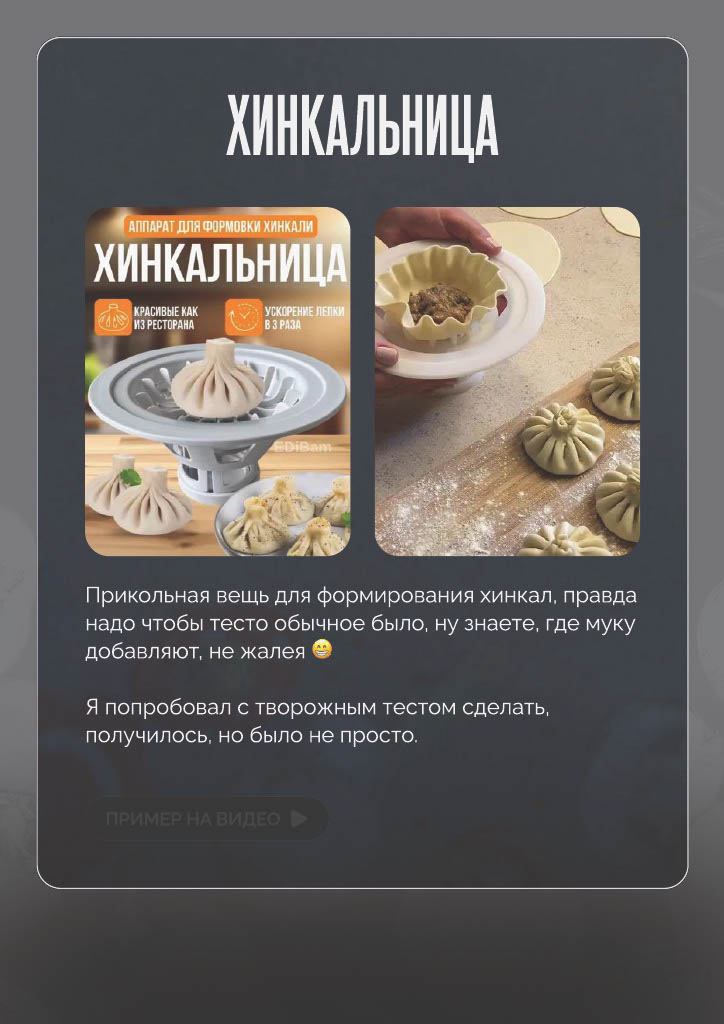 ХИНКАЛЬНИЦА
АППАРАТ ДЛЯ ФОРМОВКИ ХИНКАЛИ
ХИНКАЛЬНИЦА
КРАСИВЫЕ КАК
ИЗ РЕСТОРАНА
УСКОРЕНИЕ ЛЕПКИ
В 3 РАЗА
EDiBam
Прикольная вещь для формирования хинкал, правда
надо чтобы тесто обычное было, ну знаете, где муку
добавляют, не жалея 😁
Я попробовал с творожным тестом сделать,
получилось, но было не просто.
ПРИМЕР НА ВИДЕО